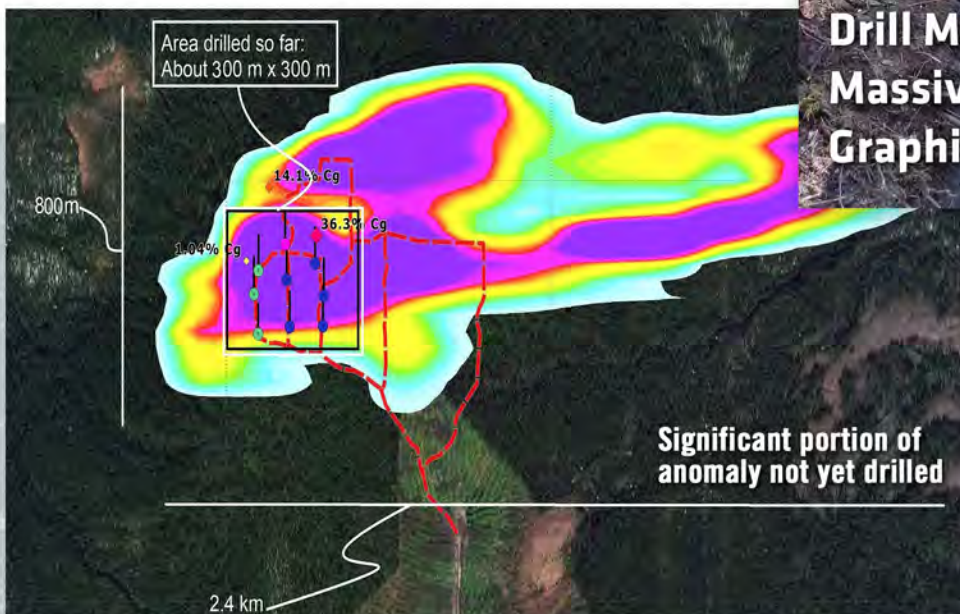 Drill M
Massiv
Graphi
Area drilled so far:
About 300 m x 300 m
14.1% Cg
800m
36.3% Cg
1.04% Cg
Significant portion of
anomaly not yet drilled
2.4 km